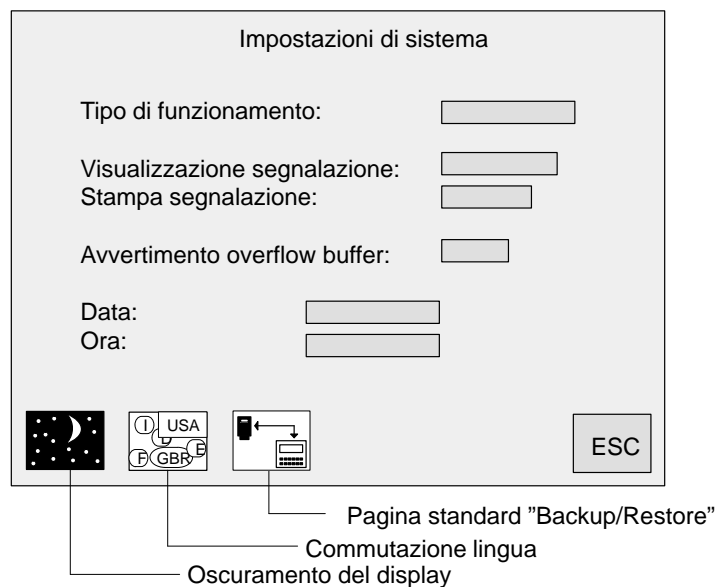 Impostazioni di sistema
Tipo di funzionamento:
Visualizzazione segnalazione:
Stampa segnalazione:
Avvertimento overflow buffer:
Data:
Ora:
I USA
D
E
F GBR
ESC
Pagina standard ”Backup/Restore”
Commutazione lingua
Oscuramento del display